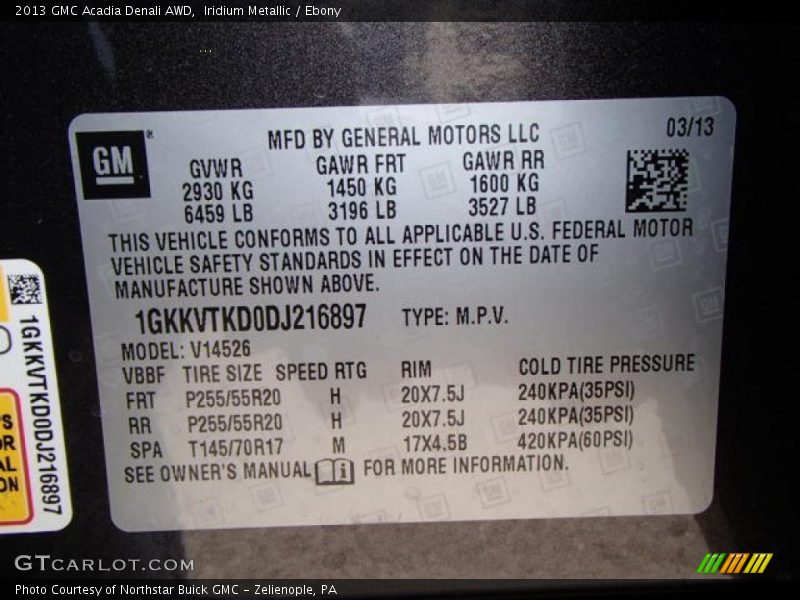 2013 GMC Acadia Denali AWD, Iridium Metallic / Ebony
GM
MFD BY GENERAL MOTORS LLC
03/13
GVWR GAWR FRT GAWR RR
2930 KG 1450 KG 1600 KG
6459 LB 3196 LB 3527 LB
THIS VEHICLE CONFORMS TO ALL APPLICABLE U.S. FEDERAL MOTOR
VEHICLE SAFETY STANDARDS IN EFFECT ON THE DATE OF
MANUFACTURE SHOWN ABOVE.
1GKKVTKD0DJ216897 TYPE: M.P.V.
MODEL: V14526
VBBF TIRE SIZE SPEED RTG RIM COLD TIRE PRESSURE
FRT P255/55R20 H 20X7.5J 240KPA(35PSI)
RR P255/55R20 H 20X7.5J 240KPA(35PSI)
SPA T145/70R17 M 17X4.5B 420KPA(60PSI)
SEE OWNER'S MANUAL FOR MORE INFORMATION.
1GKKVTKD0DJ216897
GTCARLOT.COM
Photo Courtesy of Northstar Buick GMC - Zelienople, PA